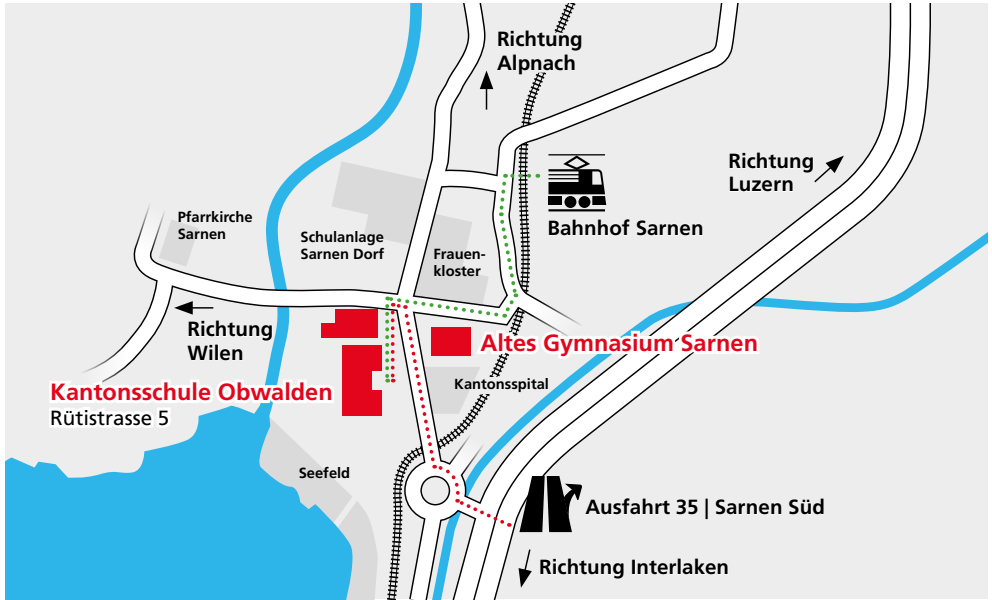 Richtung
Alpnach
Richtung
Luzern
Bahnhof Sarnen
Pfarrkirche
Sarnen
Schulanlage
Sarnen Dorf
Frauen-
kloster
Richtung
Wilen
Altes Gymnasium Sarnen
Kantonsschule Obwalden
Rütistrasse 5
Kantonsspital
Seefeld
Ausfahrt 35 | Sarnen Süd
Richtung Interlaken